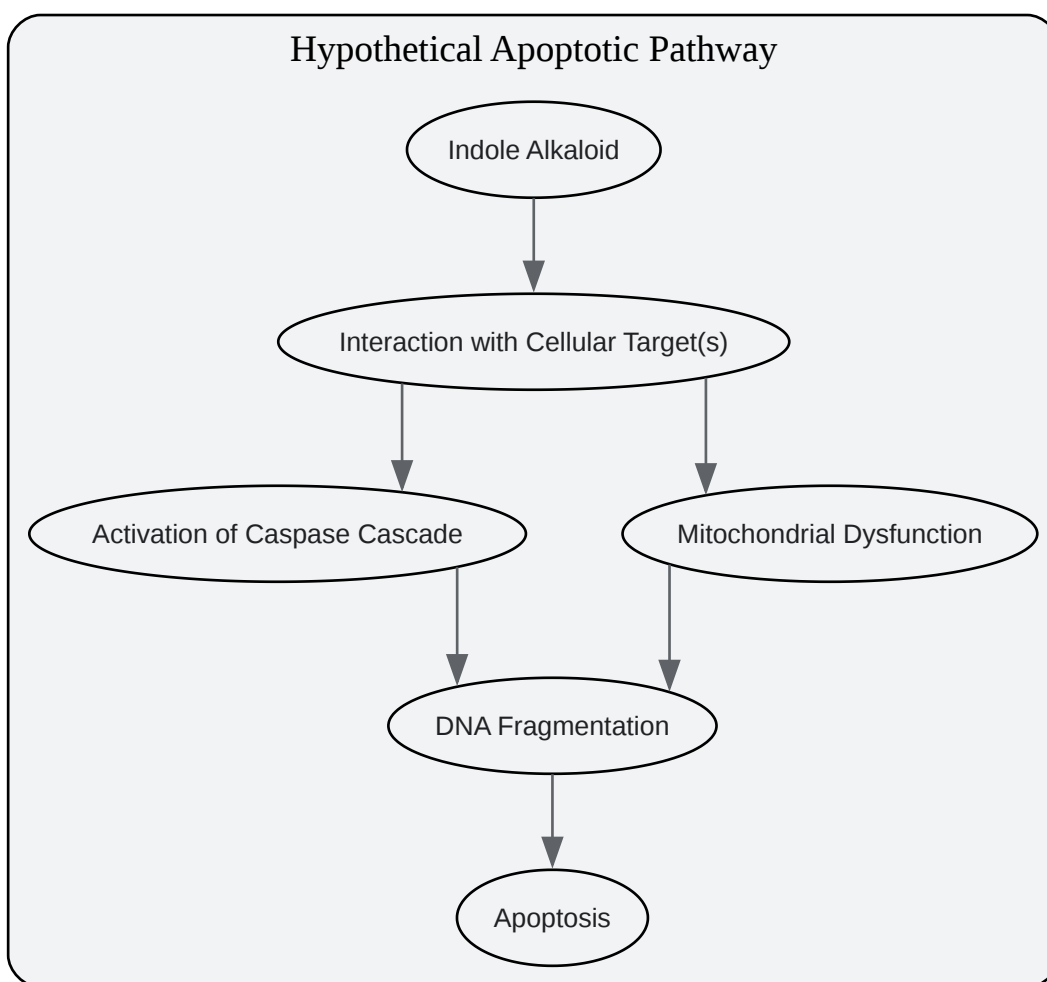 Hypothetical Apoptotic Pathway
Indole Alkaloid
Interaction with Cellular Target(s)
Activation of Caspase Cascade
Mitochondrial Dysfunction
DNA Fragmentation
Apoptosis